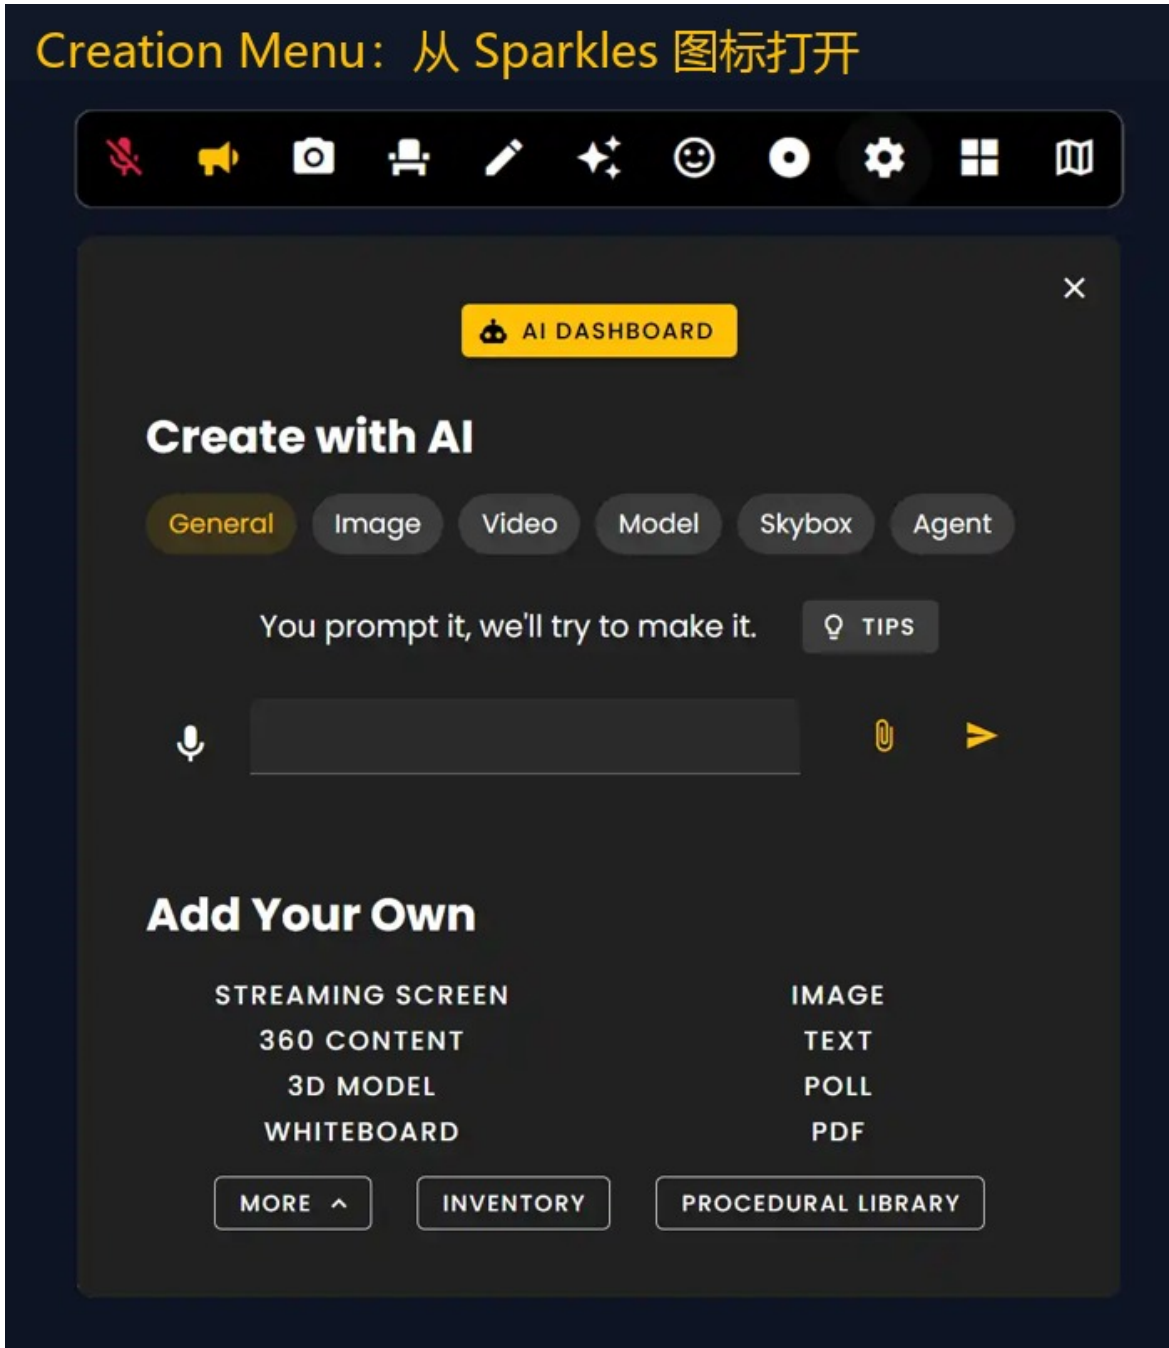 Creation Menu：从 Sparkles 图标打开
AI DASHBOARD
Create with AI
General Image Video Model Skybox Agent
You prompt it, we'll try to make it. TIPS
Add Your Own
STREAMING SCREEN IMAGE
360 CONTENT TEXT
3D MODEL POLL
WHITEBOARD PDF
MORE INVENTORY PROCEDURAL LIBRARY